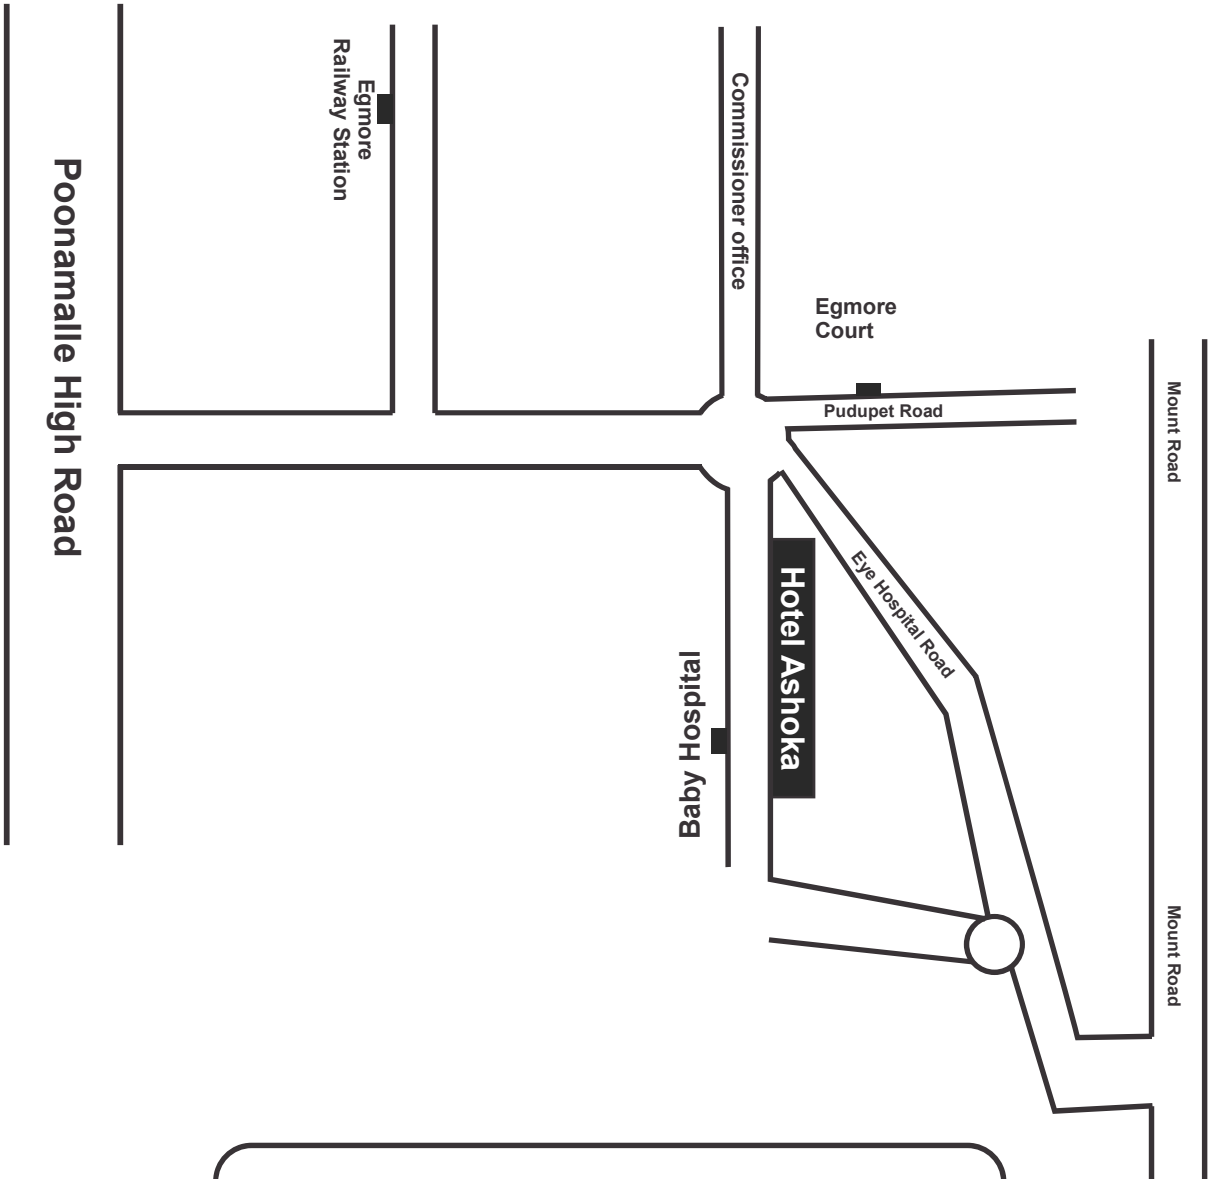 Egmore
Railway Station
Commissioner office
Poonamalle High Road
Egmore
Court
Pudupet Road
Mount Road
Eye Hospital Road
Hotel Ashoka
Baby Hospital
Mount Road